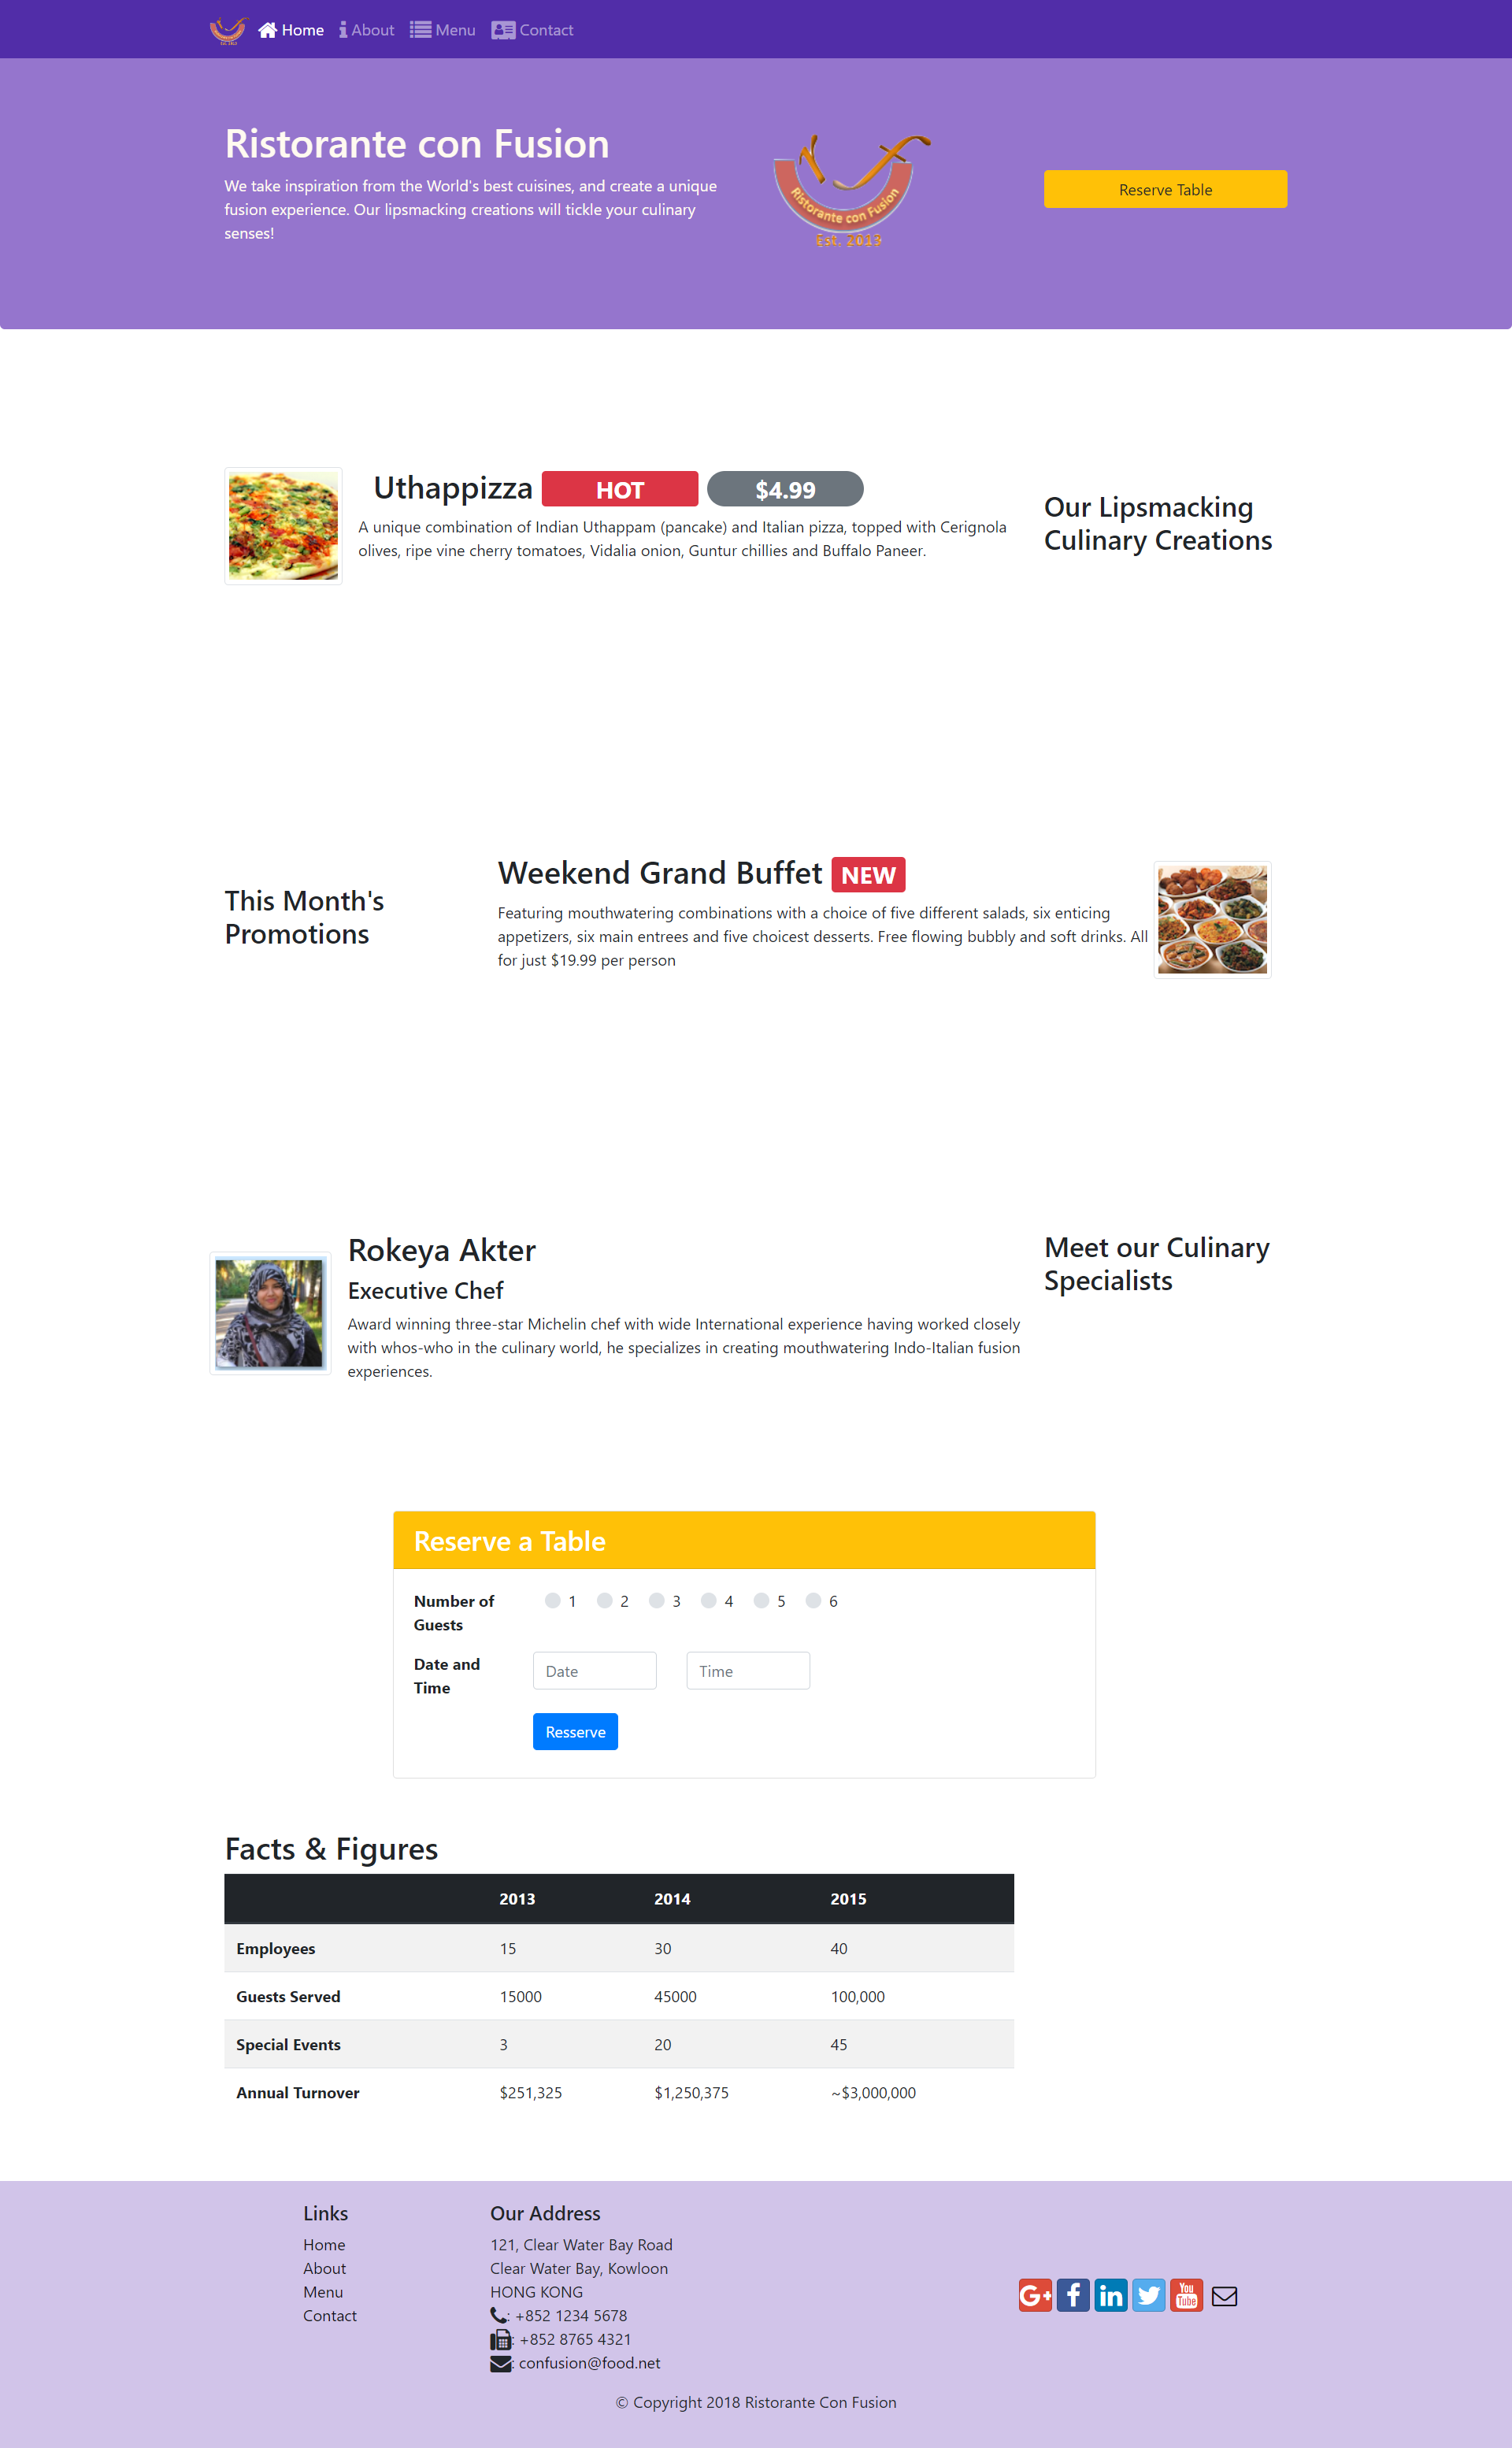 Home About Menu Contact
Ristorante con Fusion
We take inspiration from the World's best cuisines, and create a unique
fusion experience. Our lipsmacking creations will tickle your culinary
senses!
Ristorante con Fusion
Est. 2013
Reserve Table
Uthappizza HOT $4.99
A unique combination of Indian Uthappam (pancake) and Italian pizza, topped with Cerignola
olives, ripe vine cherry tomatoes, Vidalia onion, Guntur chillies and Buffalo Paneer.
Our Lipsmacking
Culinary Creations
This Month's
Promotions
Weekend Grand Buffet NEW
Featuring mouthwatering combinations with a choice of five different salads, six enticing
appetizers, six main entrees and five choicest desserts. Free flowing bubbly and soft drinks. All
for just $19.99 per person
Rokeya Akter
Executive Chef
Award winning three-star Michelin chef with wide International experience having worked closely
with whos-who in the culinary world, he specializes in creating mouthwatering Indo-Italian fusion
experiences.
Meet our Culinary
Specialists
Reserve a Table
Number of
Guests
1 2 3 4 5 6
Date and
Time
Date Time
Resserve
Facts & Figures
2013 2014 2015
Employees 15 30 40
Guests Served 15000 45000 100,000
Special Events 3 20 45
Annual Turnover $251,325 $1,250,375 ~$3,000,000
Links
Home
About
Menu
Contact
Our Address
121, Clear Water Bay Road
Clear Water Bay, Kowloon
HONG KONG
: +852 1234 5678
: +852 8765 4321
: confusion@food.net
G+ f in You Tube
© Copyright 2018 Ristorante Con Fusion